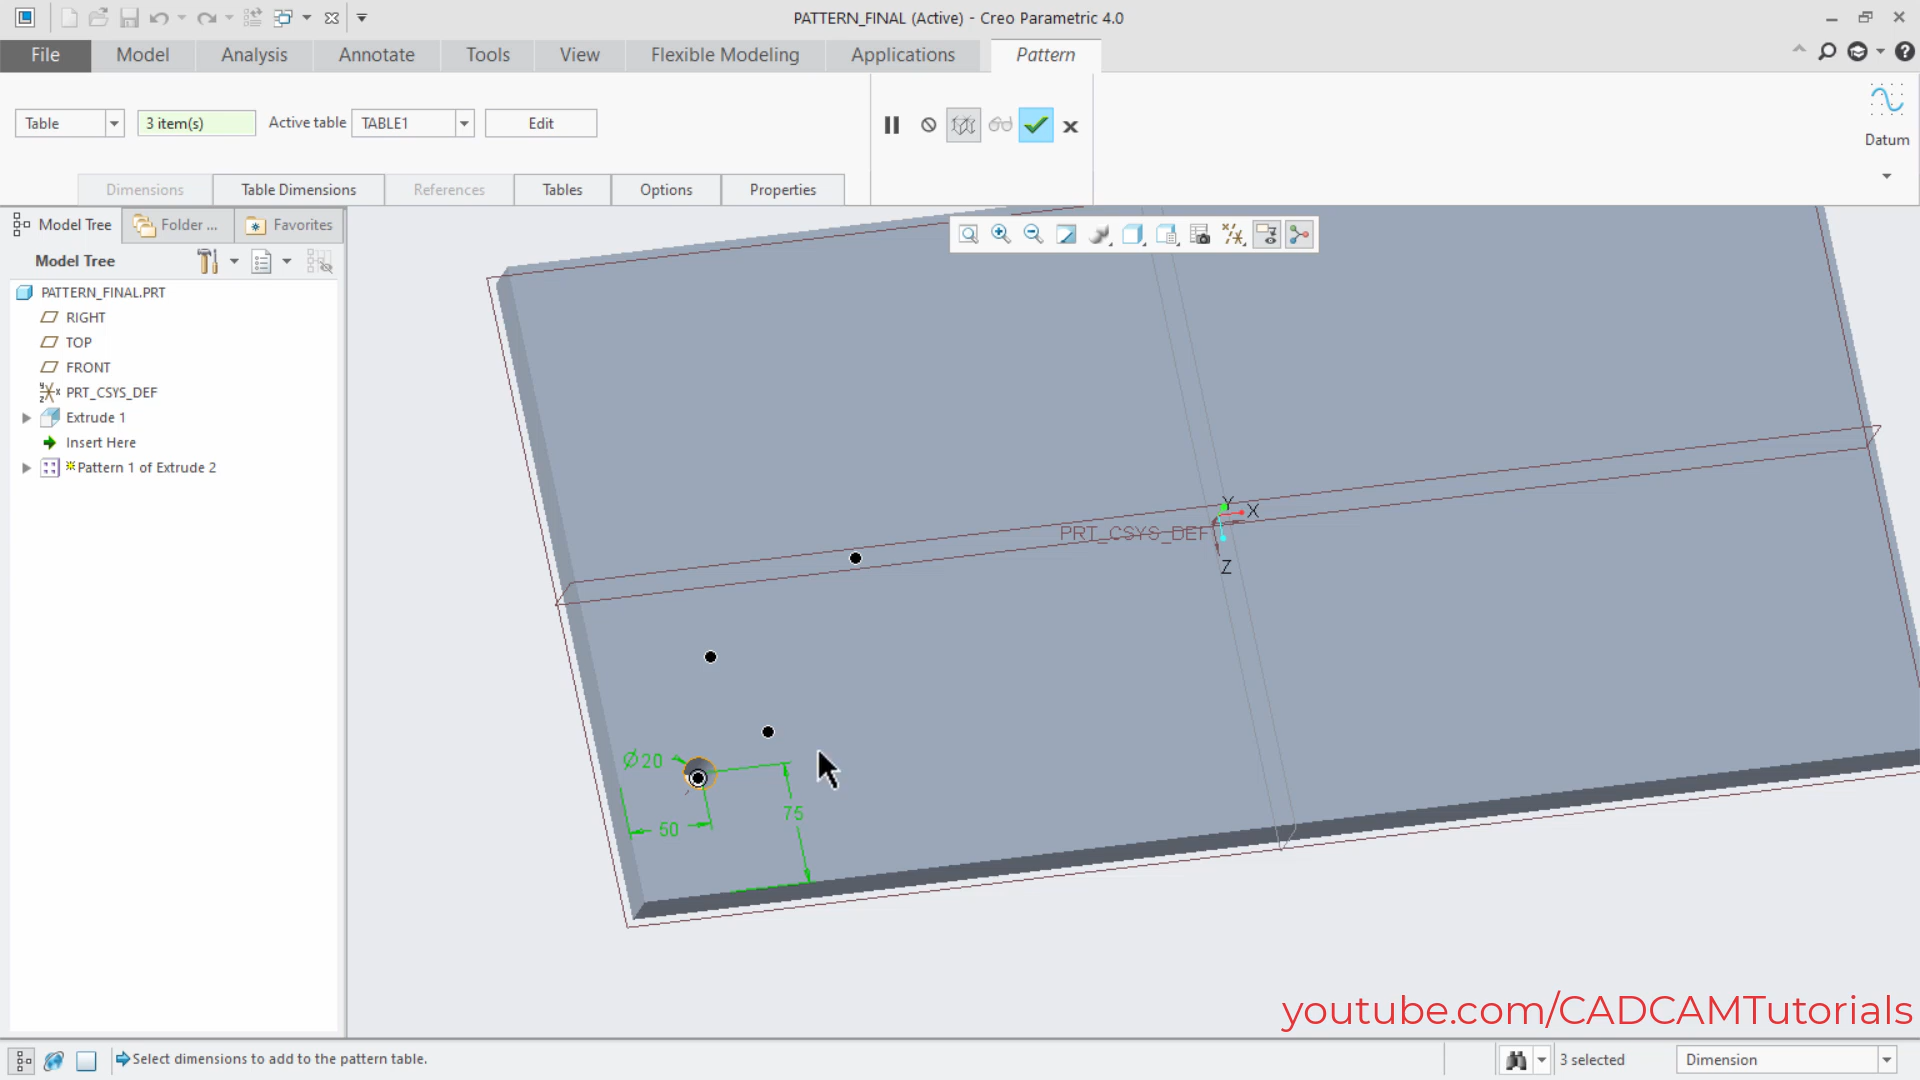 PATTERN_FINAL (Active) - Creo Parametric 4.0
File
Model
Analysis
Annotate
Tools
View
Flexible Modeling
Applications
Pattern
Table
3 item(s)
Active table
TABLE1
Edit
Datum
Dimensions
Table Dimensions
References
Tables
Options
Properties
Model Tree
Folder ...
Favorites
Model Tree
PATTERN_FINAL.PRT
RIGHT
TOP
FRONT
PRT_CSYS_DEF
Extrude 1
Insert Here
Pattern 1 of Extrude 2
Y
X
PRT_CSYS_DEF
Z
Ø20
75
50
youtube.com/CADCAMTutorials
Select dimensions to add to the pattern table.
3 selected
Dimension